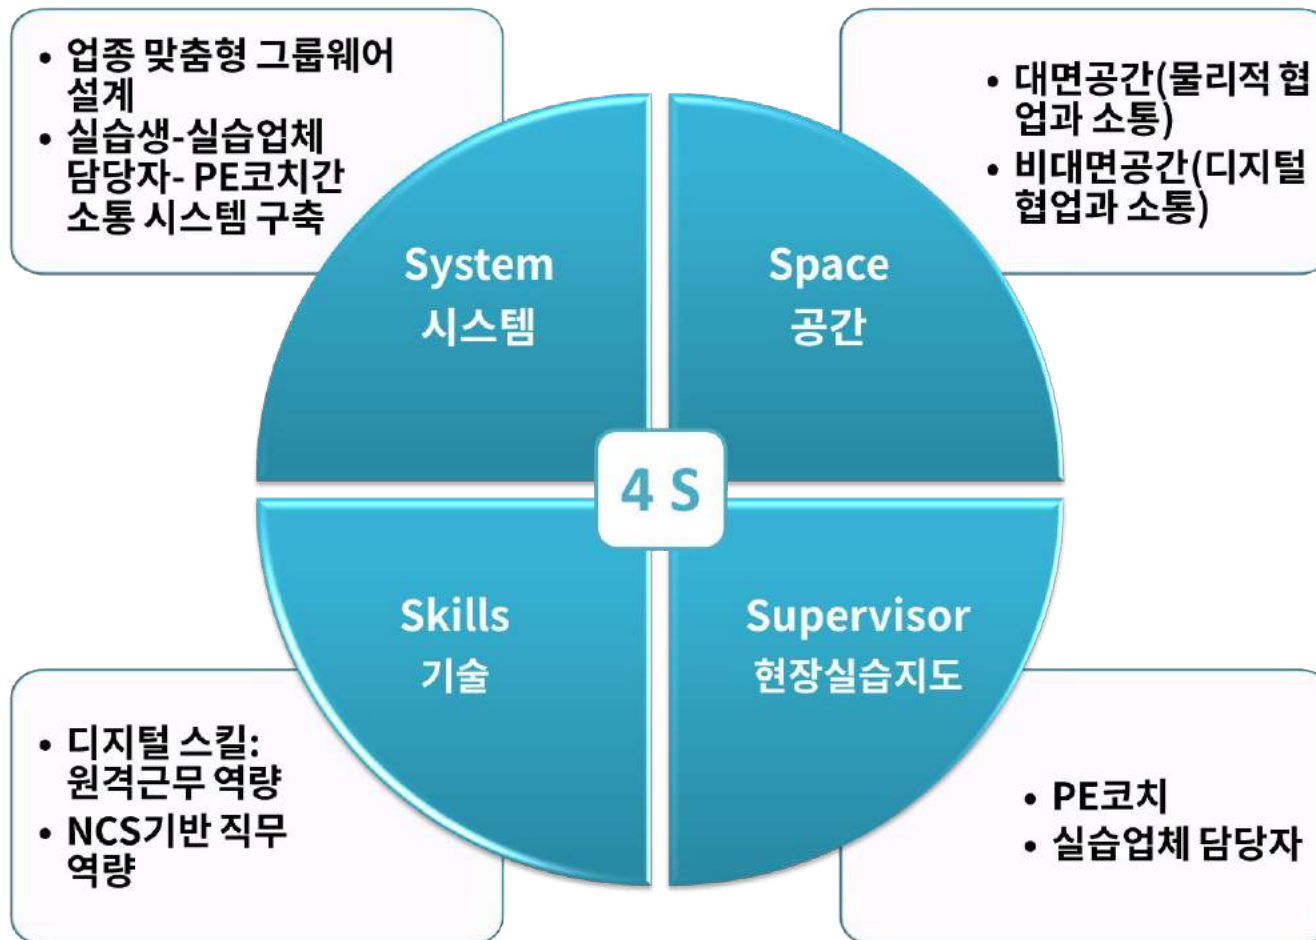 • 업종 맞춤형 그룹웨어
설계
• 실습생-실습업체
담당자- PE코치간
소통 시스템 구축
• 대면공간(물리적 협
업과 소통)
• 비대면공간(디지털
협업과 소통)
System
시스템
Space
공간
4 S
Skills
기술
Supervisor
현장실습지도
• 디지털 스킬:
원격근무 역량
• NCS기반 직무
역량
• PE코치
• 실습업체 담당자